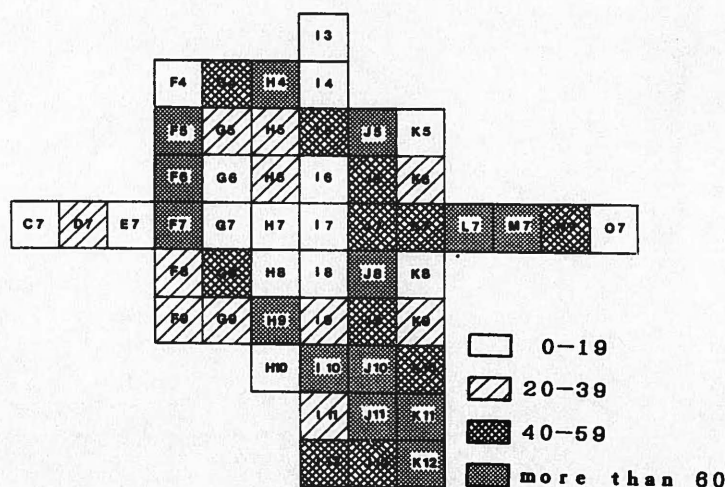 I3
F4 H4 I4
F5 G5 H5 J5 K5
F6 G6 H6 I6 K6
C7 D7 E7 F7 G7 H7 I7 L7 M7 O7
F8 H8 I8 J8 K8
F9 G9 H9 I9 K9
H10 I10 J10
I11 J11 K11
K12
0-19
20-39
40-59
more than 60